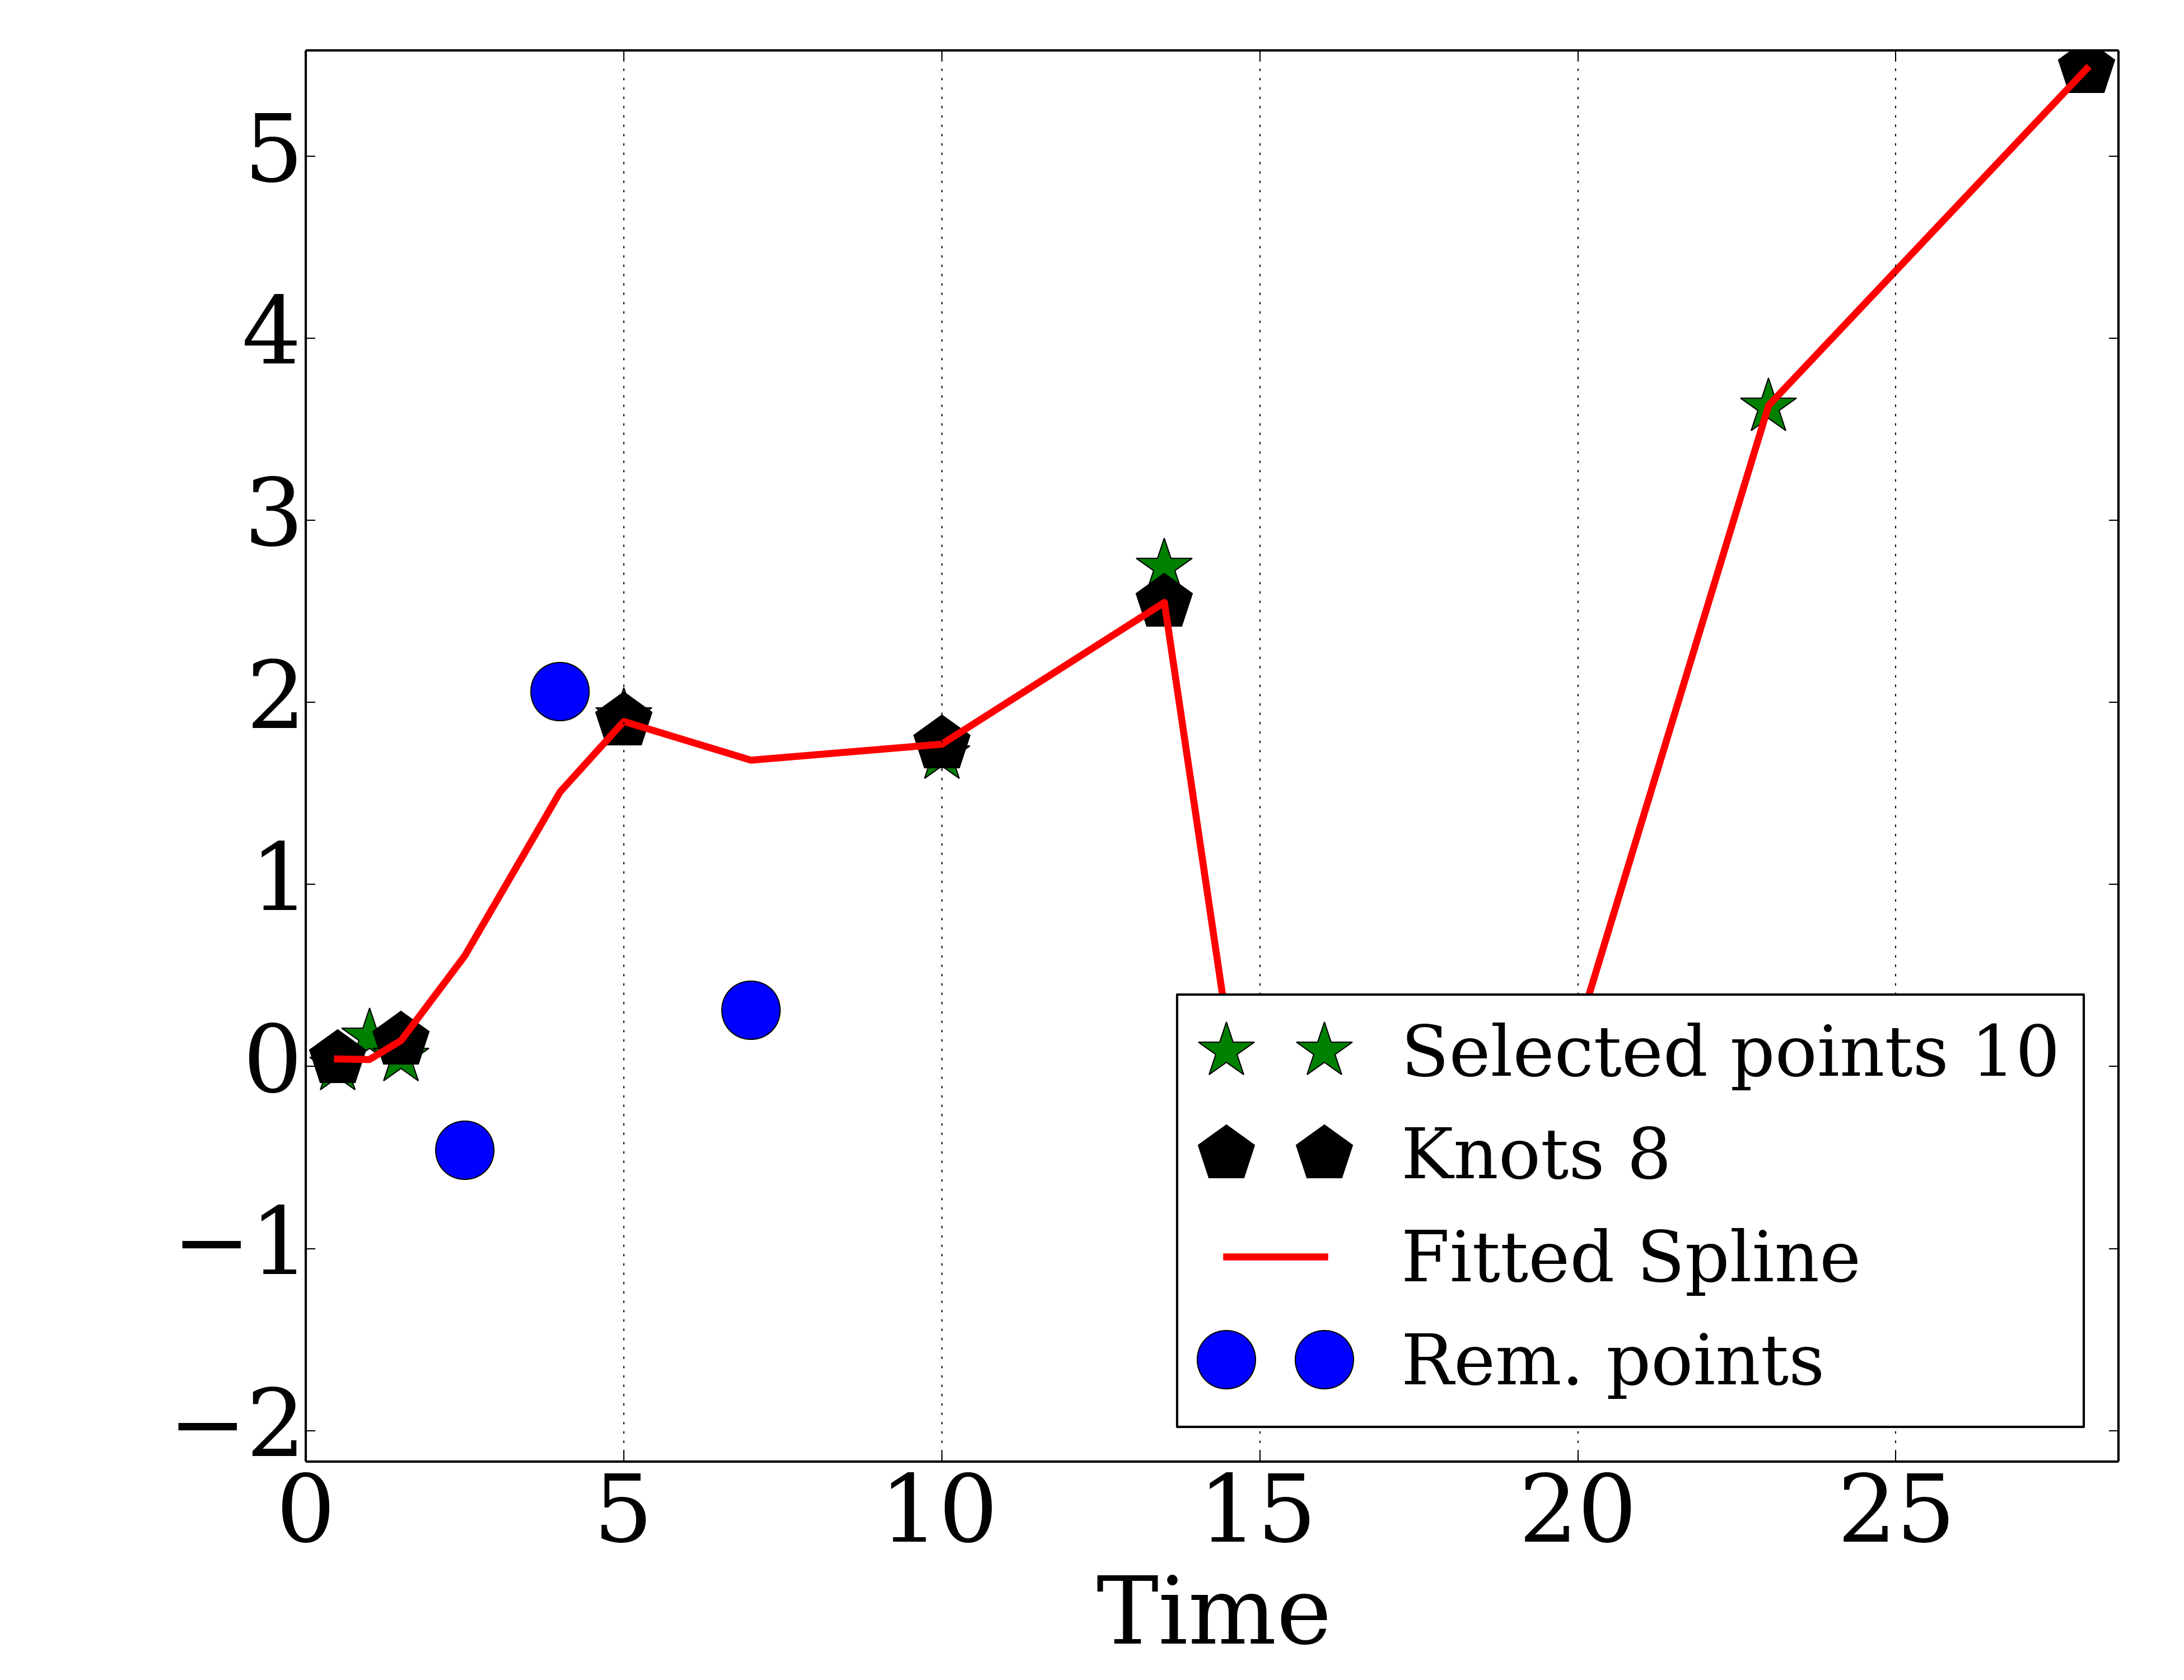 5
4
3
2
1
0
−1
−2
Selected points 10
Knots 8
Fitted Spline
Rem. points
0 5 10 15 20 25
Time